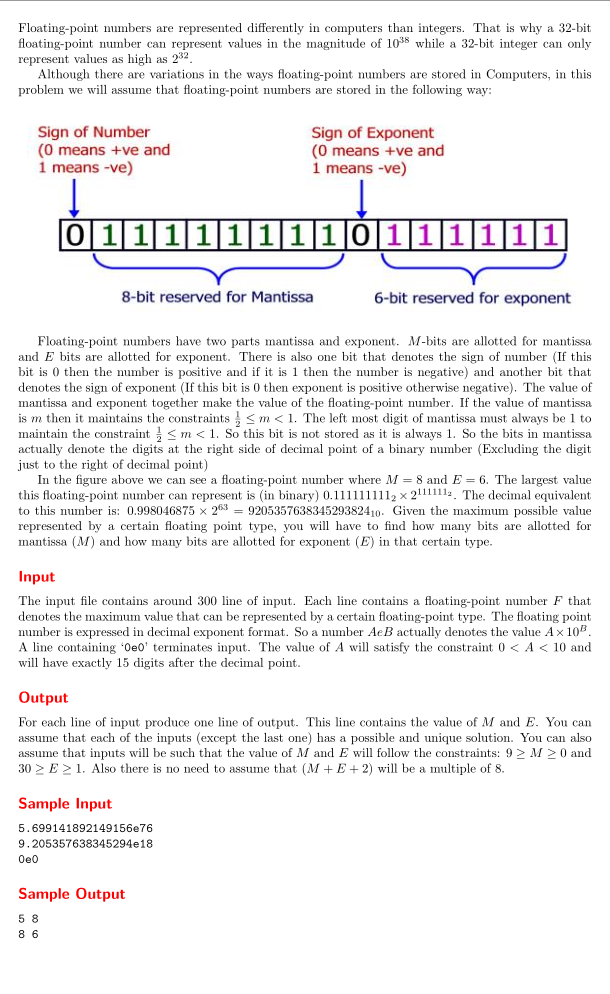 Floating-point numbers are represented differently in computers than integers. That is why a 32-bit
floating-point number can represent values in the magnitude of 10^38 while a 32-bit integer can only
represent values as high as 2^32.
Although there are variations in the ways floating-point numbers are stored in Computers, in this
problem we will assume that floating-point numbers are stored in the following way:
Sign of Number
(0 means +ve and
1 means -ve)
Sign of Exponent
(0 means +ve and
1 means -ve)
0 1 1 1 1 1 1 1 1 0 1 1 1 1 1 1
8-bit reserved for Mantissa
6-bit reserved for exponent
Floating-point numbers have two parts mantissa and exponent. M-bits are allotted for mantissa
and E bits are allotted for exponent. There is also one bit that denotes the sign of number (If this
bit is 0 then the number is positive and if it is 1 then the number is negative) and another bit that
denotes the sign of exponent (If this bit is 0 then exponent is positive otherwise negative). The value of
mantissa and exponent together make the value of the floating-point number. If the value of mantissa
is m then it maintains the constraints 1/2 ≤ m < 1. The left most digit of mantissa must always be 1 to
maintain the constraint 1/2 ≤ m < 1. So this bit is not stored as it is always 1. So the bits in mantissa
actually denote the digits at the right side of decimal point of a binary number (Excluding the digit
just to the right of decimal point)
In the figure above we can see a floating-point number where M = 8 and E = 6. The largest value
this floating-point number can represent is (in binary) 0.111111111₂ × 2^111111₂. The decimal equivalent
to this number is: 0.998046875 × 2^63 = 9205357638345293824₁₀. Given the maximum possible value
represented by a certain floating point type, you will have to find how many bits are allotted for
mantissa (M) and how many bits are allotted for exponent (E) in that certain type.
Input
The input file contains around 300 line of input. Each line contains a floating-point number F that
denotes the maximum value that can be represented by a certain floating-point type. The floating point
number is expressed in decimal exponent format. So a number AeB actually denotes the value A × 10^B.
A line containing ‘0e0’ terminates input. The value of A will satisfy the constraint 0 < A < 10 and
will have exactly 15 digits after the decimal point.
Output
For each line of input produce one line of output. This line contains the value of M and E. You can
assume that each of the inputs (except the last one) has a possible and unique solution. You can also
assume that inputs will be such that the value of M and E will follow the constraints: 9 ≥ M ≥ 0 and
30 ≥ E ≥ 1. Also there is no need to assume that (M + E + 2) will be a multiple of 8.
Sample Input
5.699141892149156e76
9.205357638345294e18
0e0
Sample Output
5 8
8 6